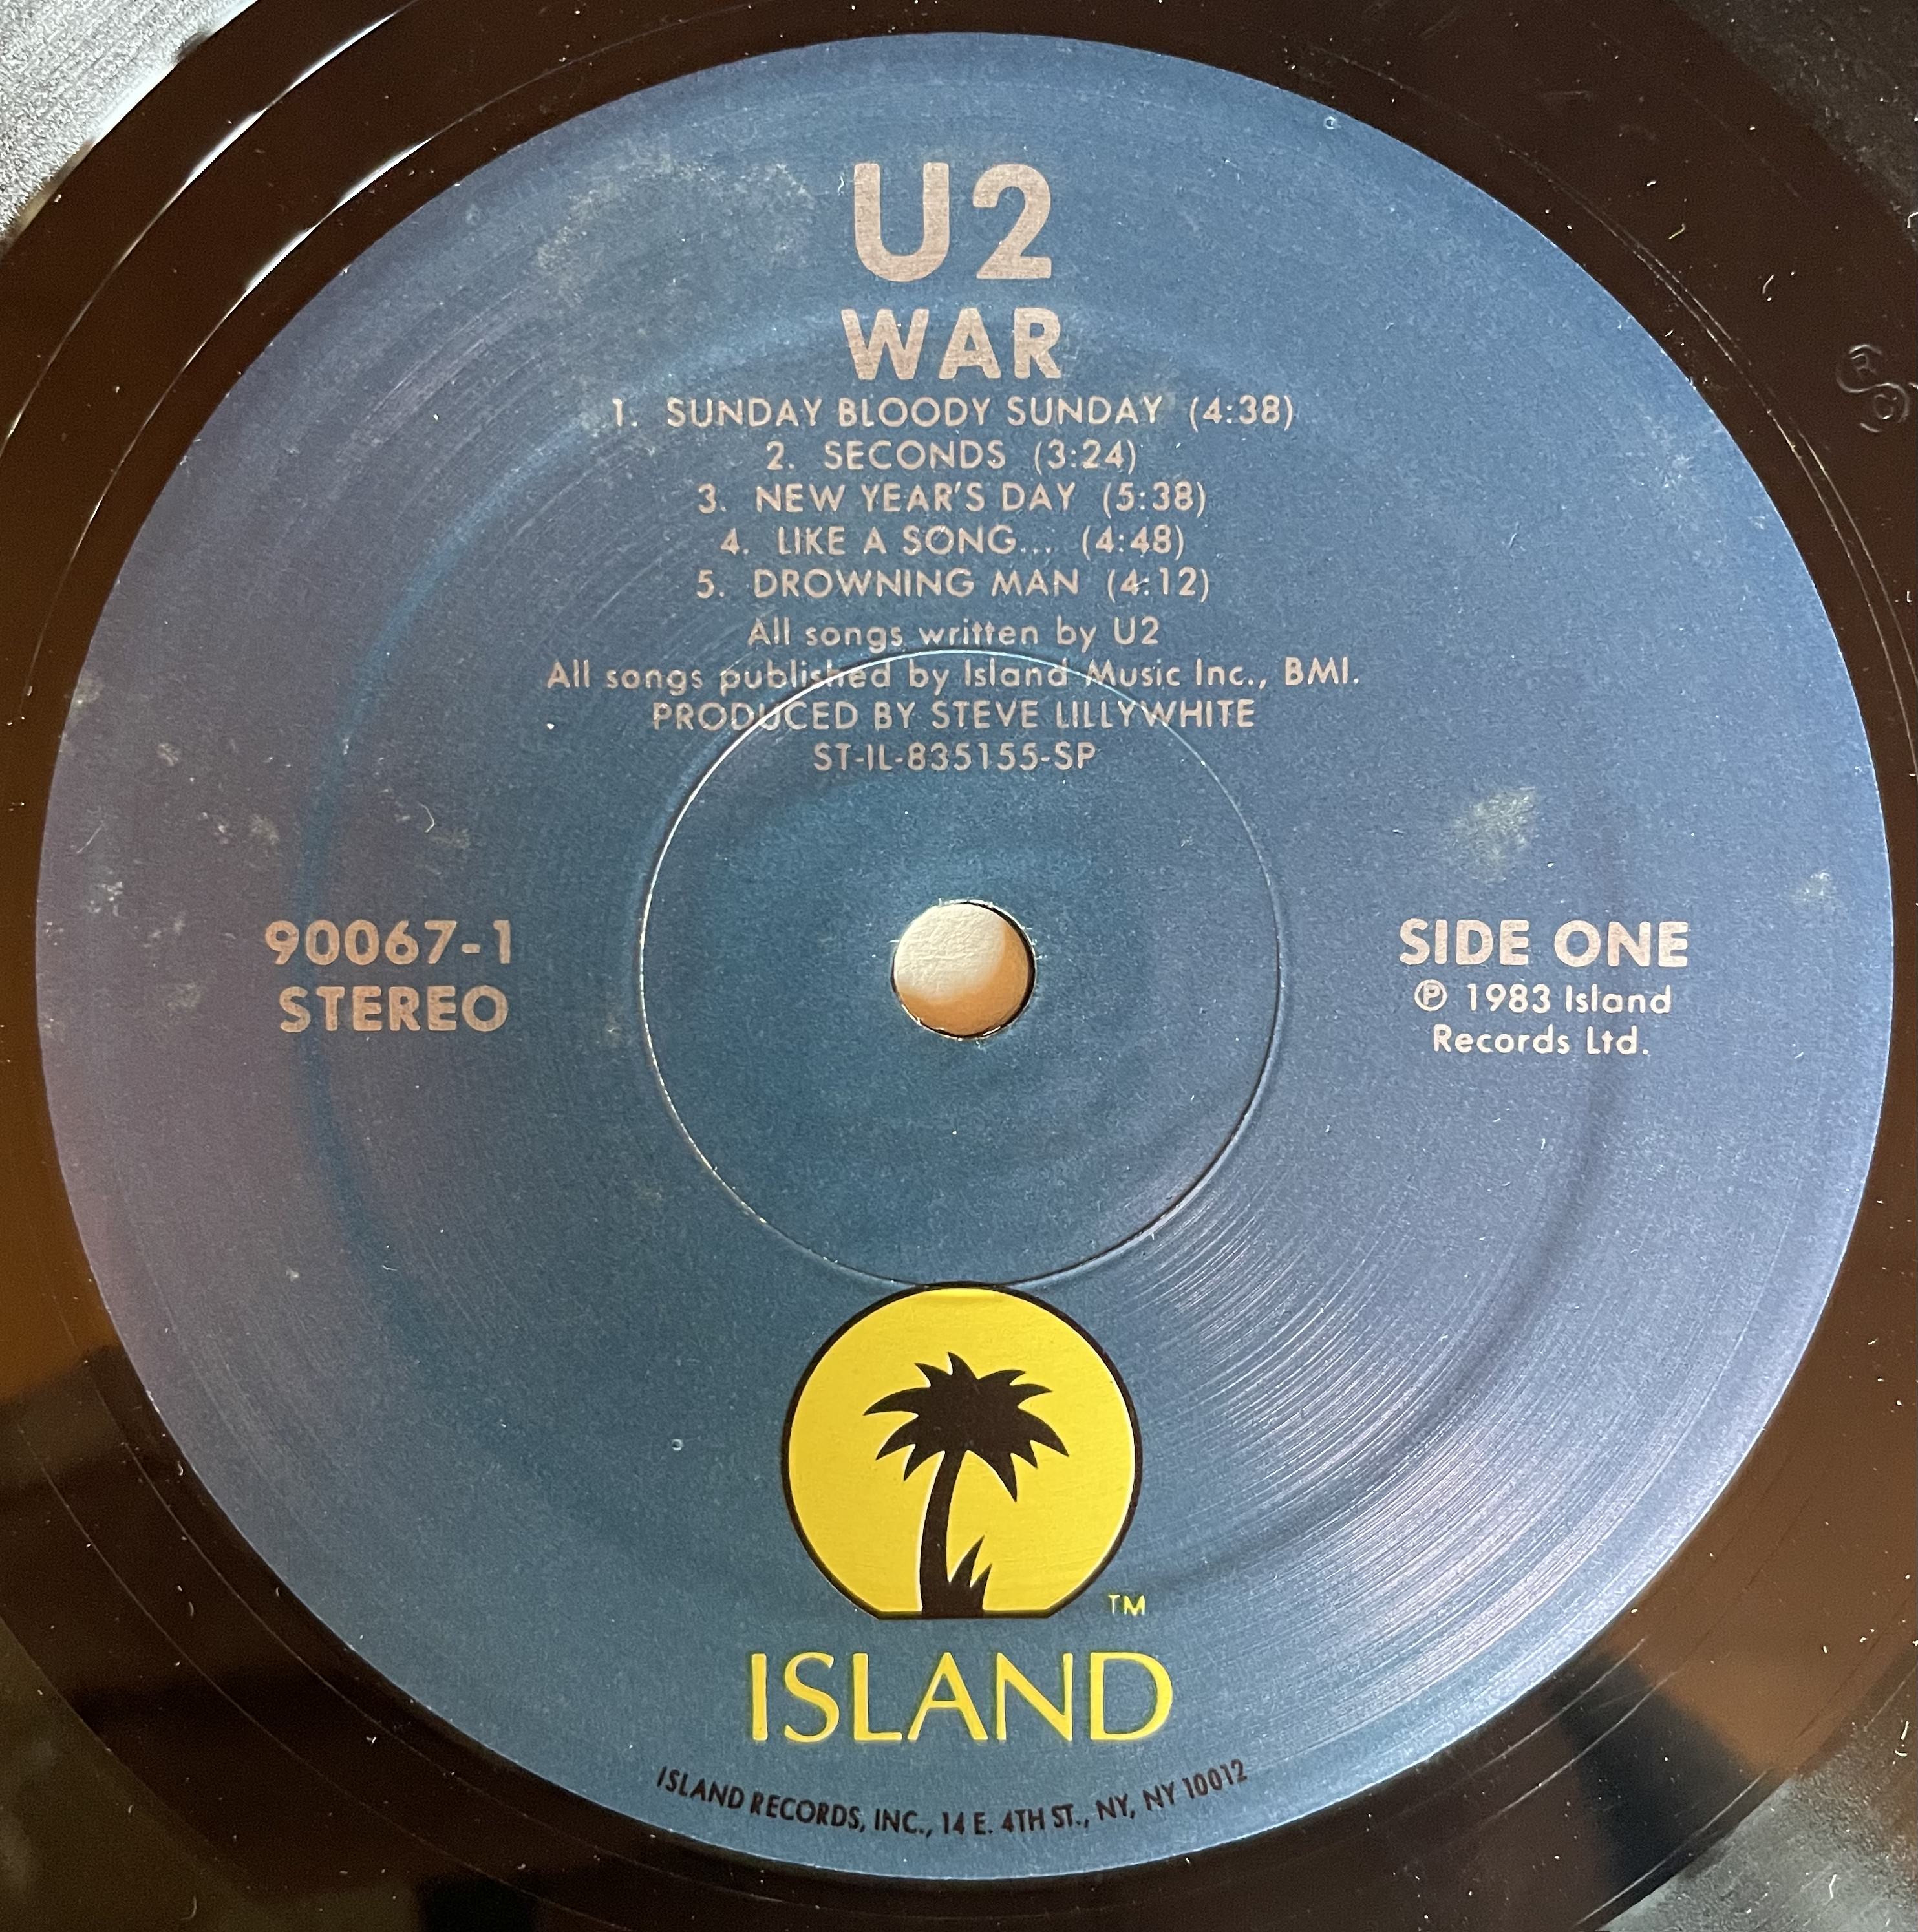 U2
WAR
1. SUNDAY BLOODY SUNDAY (4:38)
2. SECONDS (3:24)
3. NEW YEAR'S DAY (5:38)
4. LIKE A SONG... (4:48)
5. DROWNING MAN (4:12)
All songs written by U2
All songs published by Island Music Inc., BMI.
PRODUCED BY STEVE LILLYWHITE
ST-IL-835155-SP
90067-1
STEREO
SIDE ONE
℗ 1983 Island
Records Ltd.
TM
ISLAND
ISLAND RECORDS, INC., 14 E. 4TH ST., NY, NY 10012